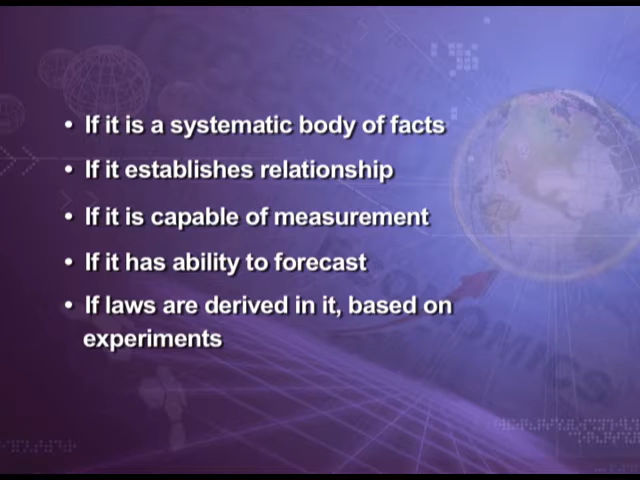 • If it is a systematic body of facts
• If it establishes relationship
• If it is capable of measurement
• If it has ability to forecast
• If laws are derived in it, based on
experiments
ECONOMICS